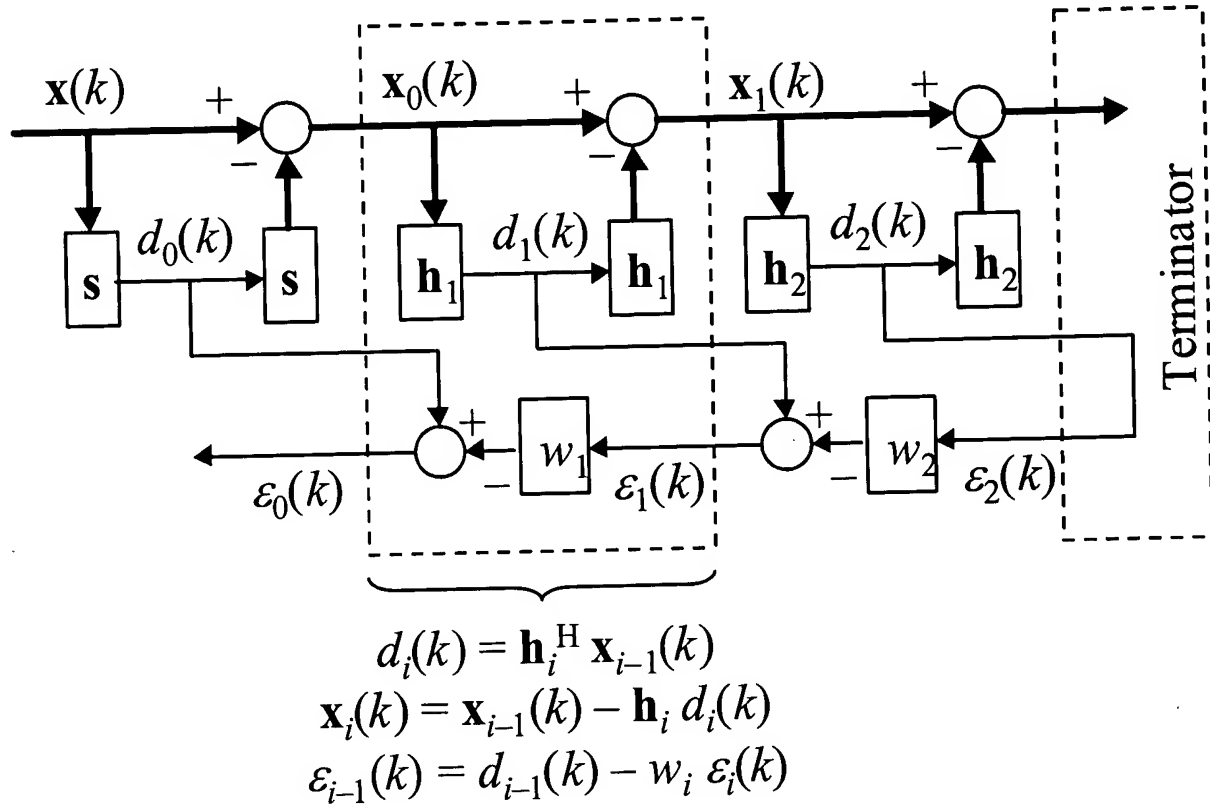 x(k) + x₀(k) + x₁(k) +
− − −
d₀(k) d₁(k) d₂(k)
s s h₁ h₁ h₂ h₂
Terminator
+ +
w₁ w₂
− −
ε₀(k) ε₁(k) ε₂(k)
dᵢ(k) = hᵢᴴ xᵢ₋₁(k)
xᵢ(k) = xᵢ₋₁(k) − hᵢ dᵢ(k)
εᵢ₋₁(k) = dᵢ₋₁(k) − wᵢ εᵢ(k)